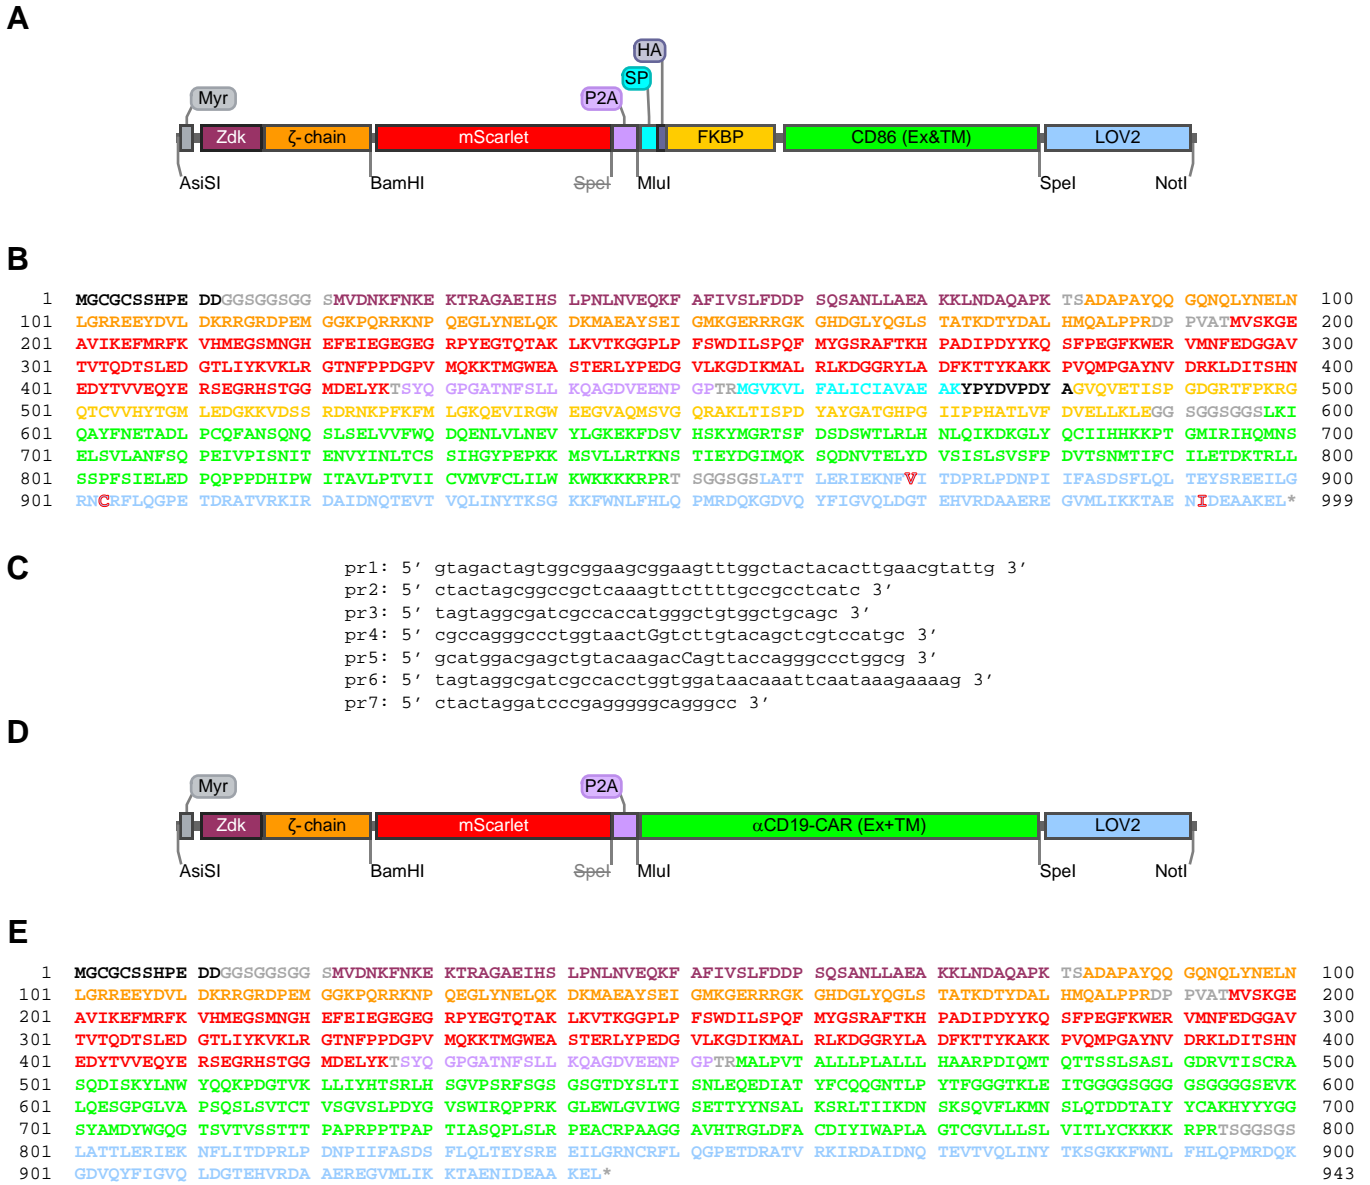 A
HA
SP
Myr P2A
Zdk ζ-chain mScarlet FKBP CD86 (Ex&TM) LOV2
AsiSI BamHI SpeI MluI SpeI NotI
B
1 MGCGCSSHPE DDGGSGGSGG SMVDNKFNKE KTRAGAEIHS LPNLNVEQKF AFIVSLFDDP SQSANLLAEA KKLNDAQAPK TSADAPAYQQ GQNQLYNELN 100
101 LGRREEYDVL DKRRGRDPEM GGKPQRRKNP QEGLYNELQK DKMAEAYSEI GMKGERRRGK GHDGLYQGLS TATKDTYDAL HMQALPPRDP PVATMVSKGE 200
201 AVIKEFMRFK VHMEGSMNGH EFEIEGEGEG RPYEGTQTAK LKVTKGGPLP FSWDILSPQF MYGSRAFTKH PADIPDYYKQ SFPEGFKWER VMNFEDGGAV 300
301 TVTQDTSLED GTLIYKVKLR GTNFPPDGPV MQKKTMGWEA STERLYPEDG VLKGDIKMAL RLKDGGRYLA DFKTTYKAKK PVQMPGAYNV DRKLDITSHN 400
401 EDYTVVEQYE RSEGRHSTGG MDELYKTSYQ GPGATNFSLL KQAGDVEENP GPTRMGVKVL FALICIAVAE AKYPYDVPDY AGVQVETISP GDGRTFPKRG 500
501 QTCVVHYTGM LEDGKKVDSS RDRNKPFKFM LGKQEVIRGW EEGVAQMSVG QRAKLTISPD YAYGATGHPG IIPPHATLVF DVELLKLEGG SGGSGGSLKI 600
601 QAYFNETADL PCQFANSQNQ SLSELVVFWQ DQENLVLNEV YLGKEKFDSV HSKYMGRTSF DSDSWTLRLH NLQIKDKGLY QCIIHHKKPT GMIRIHQMNS 700
701 ELSVLANFSQ PEIVPISNIT ENVYINLTCS SIHGYPEPKK MSVLLRTKNS TIEYDGIMQK SQDNVTELYD VSISLSVSFP DVTSNMTIFC ILETDKTRLL 800
801 SSPFSIELED PQPPPDHIPW ITAVLPTVII CVMVFCLILW KWKKKKRPRT SGGSGSLATT LERIEKNFVI TDPRLPDNPI IFASDSFLQL TEYSREEILG 900
901 RNCRFLQGPE TDRATVRKIR DAIDNQTEVT VQLINYTKSG KKFWNLFHLQ PMRDQKGDVQ YFIGVQLDGT EHVRDAAERE GVMLIKKTAE NIDEAAKEL* 999
C
pr1: 5′ gtagactagtggcggaagcggaagtttggctactacacttgaacgtattg 3′
pr2: 5′ ctactagcggccgctcaaagttcttttgccgcctcatc 3′
pr3: 5′ tagtaggcgatcgccaccatgggctgtggctgcagc 3′
pr4: 5′ cgccagggccctggtaactGgtcttgtacagctcgtccatgc 3′
pr5: 5′ gcatggacgagctgtacaagacCagttaccagggccctggcg 3′
pr6: 5′ tagtaggcgatcgccacctggtggataacaaattcaataaagaaaag 3′
pr7: 5′ ctactaggatcccgagggggcagggcc 3′
D
Myr P2A
Zdk ζ-chain mScarlet αCD19-CAR (Ex+TM) LOV2
AsiSI BamHI SpeI MluI SpeI NotI
E
1 MGCGCSSHPE DDGGSGGSGG SMVDNKFNKE KTRAGAEIHS LPNLNVEQKF AFIVSLFDDP SQSANLLAEA KKLNDAQAPK TSADAPAYQQ GQNQLYNELN 100
101 LGRREEYDVL DKRRGRDPEM GGKPQRRKNP QEGLYNELQK DKMAEAYSEI GMKGERRRGK GHDGLYQGLS TATKDTYDAL HMQALPPRDP PVATMVSKGE 200
201 AVIKEFMRFK VHMEGSMNGH EFEIEGEGEG RPYEGTQTAK LKVTKGGPLP FSWDILSPQF MYGSRAFTKH PADIPDYYKQ SFPEGFKWER VMNFEDGGAV 300
301 TVTQDTSLED GTLIYKVKLR GTNFPPDGPV MQKKTMGWEA STERLYPEDG VLKGDIKMAL RLKDGGRYLA DFKTTYKAKK PVQMPGAYNV DRKLDITSHN 400
401 EDYTVVEQYE RSEGRHSTGG MDELYKTSYQ GPGATNFSLL KQAGDVEENP GPTRMALPVT ALLLPLALLL HAARPDIQMT QTTSSLSASL GDRVTISCRA 500
501 SQDISKYLNW YQQKPDGTVK LLIYHTSRLH SGVPSRFSGS GSGTDYSLTI SNLEQEDIAT YFCQQGNTLP YTFGGGTKLE ITGGGGSGGG GSGGGGSEVK 600
601 LQESGPGLVA PSQSLSVTCT VSGVSLPDYG VSWIRQPPRK GLEWLGVIWG SETTYYNSAL KSRLTIIKDN SKSQVFLKMN SLQTDDTAIY YCAKHYYYGG 700
701 SYAMDYWGQG TSVTVSSTTT PAPRPPTPAP TIASQPLSLR PEACRPAAGG AVHTRGLDFA CDIYIWAPLA GTCGVLLLSL VITLYCKKKK RPRTSGGSGS 800
801 LATTLERIEK NFLITDPRLP DNPIIFASDS FLQLTEYSRE EILGRNCRFL QGPETDRATV RKIRDAIDNQ TEVTVQLINY TKSGKKFWNL FHLQPMRDQK 900
901 GDVQYFIGVQ LDGTEHVRDA AEREGVMLIK KTAENIDEAA KEL* 943